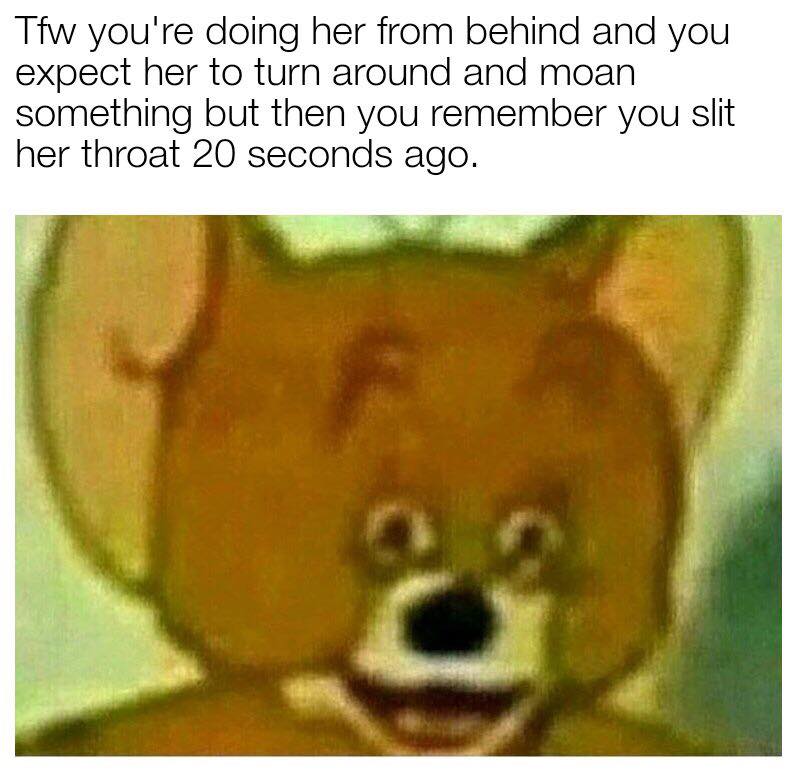 Tfw you're doing her from behind and you
expect her to turn around and moan
something but then you remember you slit
her throat 20 seconds ago.